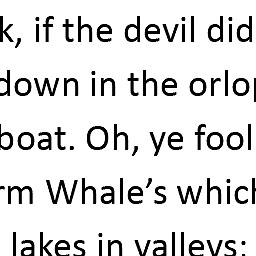 k, if the devil did
down in the orlop
boat. Oh, ye fool
rm Whale’s which
lakes in valleys;